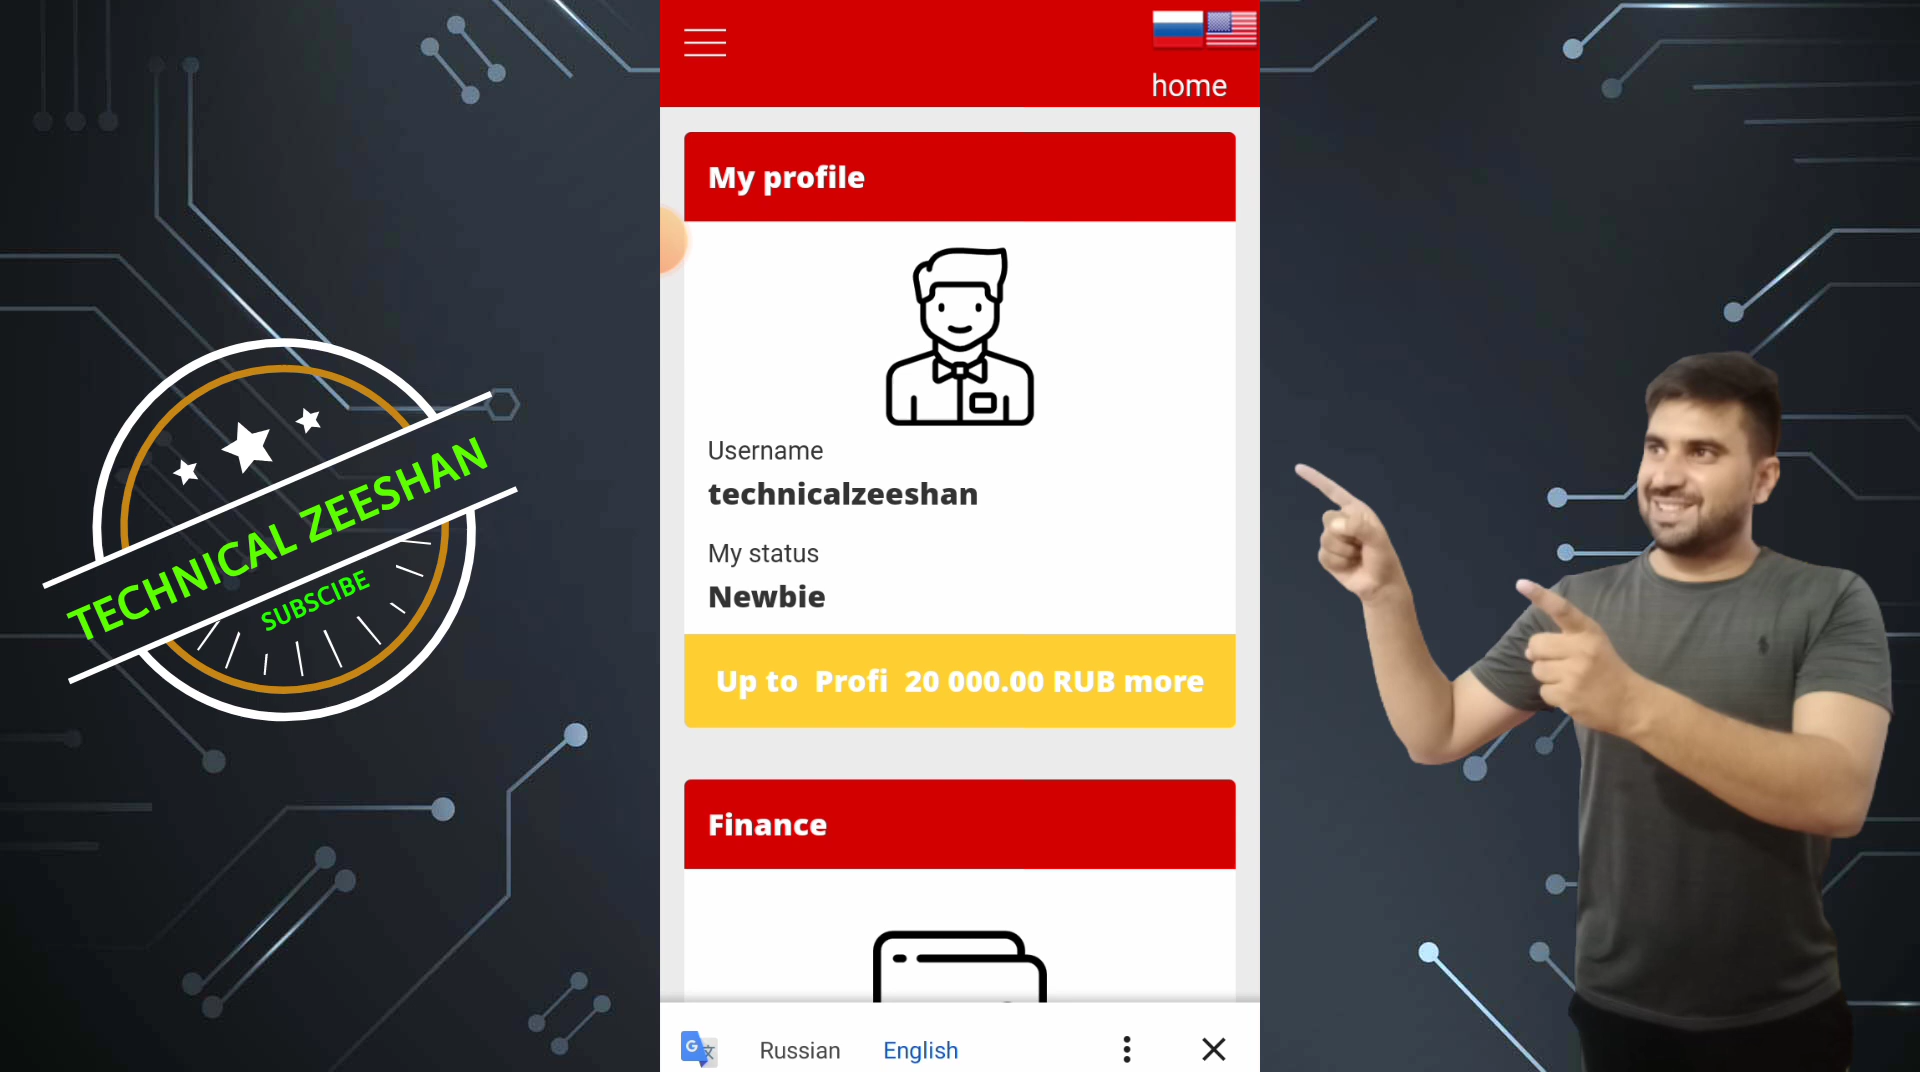 TECHNICAL ZEESHAN
SUBSCIBE
home
My profile
Username
technicalzeeshan
My status
Newbie
Up to Profi 20 000.00 RUB more
Finance
G 文
Russian English